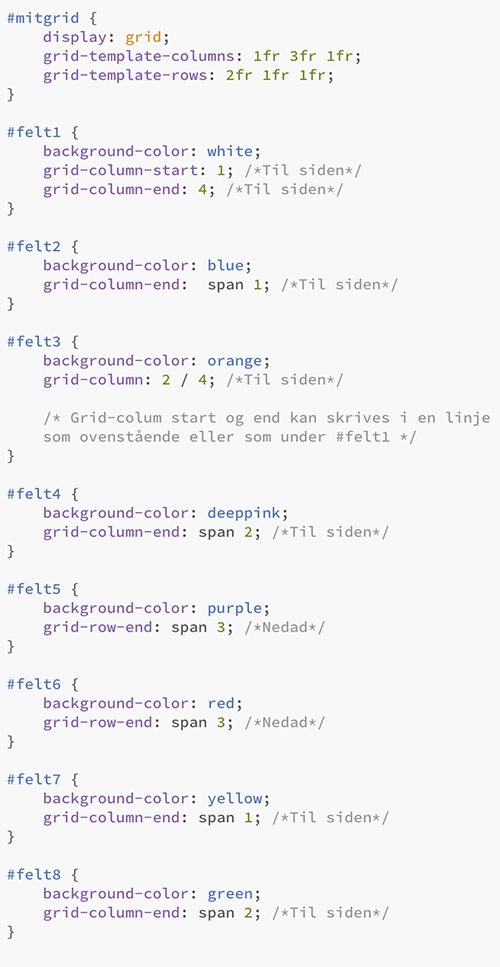 #mitgrid {
    display: grid;
    grid-template-columns: 1fr 3fr 1fr;
    grid-template-rows: 2fr 1fr 1fr;
}

#felt1 {
    background-color: white;
    grid-column-start: 1; /*Til siden*/
    grid-column-end: 4; /*Til siden*/
}

#felt2 {
    background-color: blue;
    grid-column-end:  span 1; /*Til siden*/
}

#felt3 {
    background-color: orange;
    grid-column: 2 / 4; /*Til siden*/

    /* Grid-colum start og end kan skrives i en linje
    som ovenstående eller som under #felt1 */
}

#felt4 {
    background-color: deeppink;
    grid-column-end: span 2; /*Til siden*/
}

#felt5 {
    background-color: purple;
    grid-row-end: span 3; /*Nedad*/
}

#felt6 {
    background-color: red;
    grid-row-end: span 3; /*Nedad*/
}

#felt7 {
    background-color: yellow;
    grid-column-end: span 1; /*Til siden*/
}

#felt8 {
    background-color: green;
    grid-column-end: span 2; /*Til siden*/
}